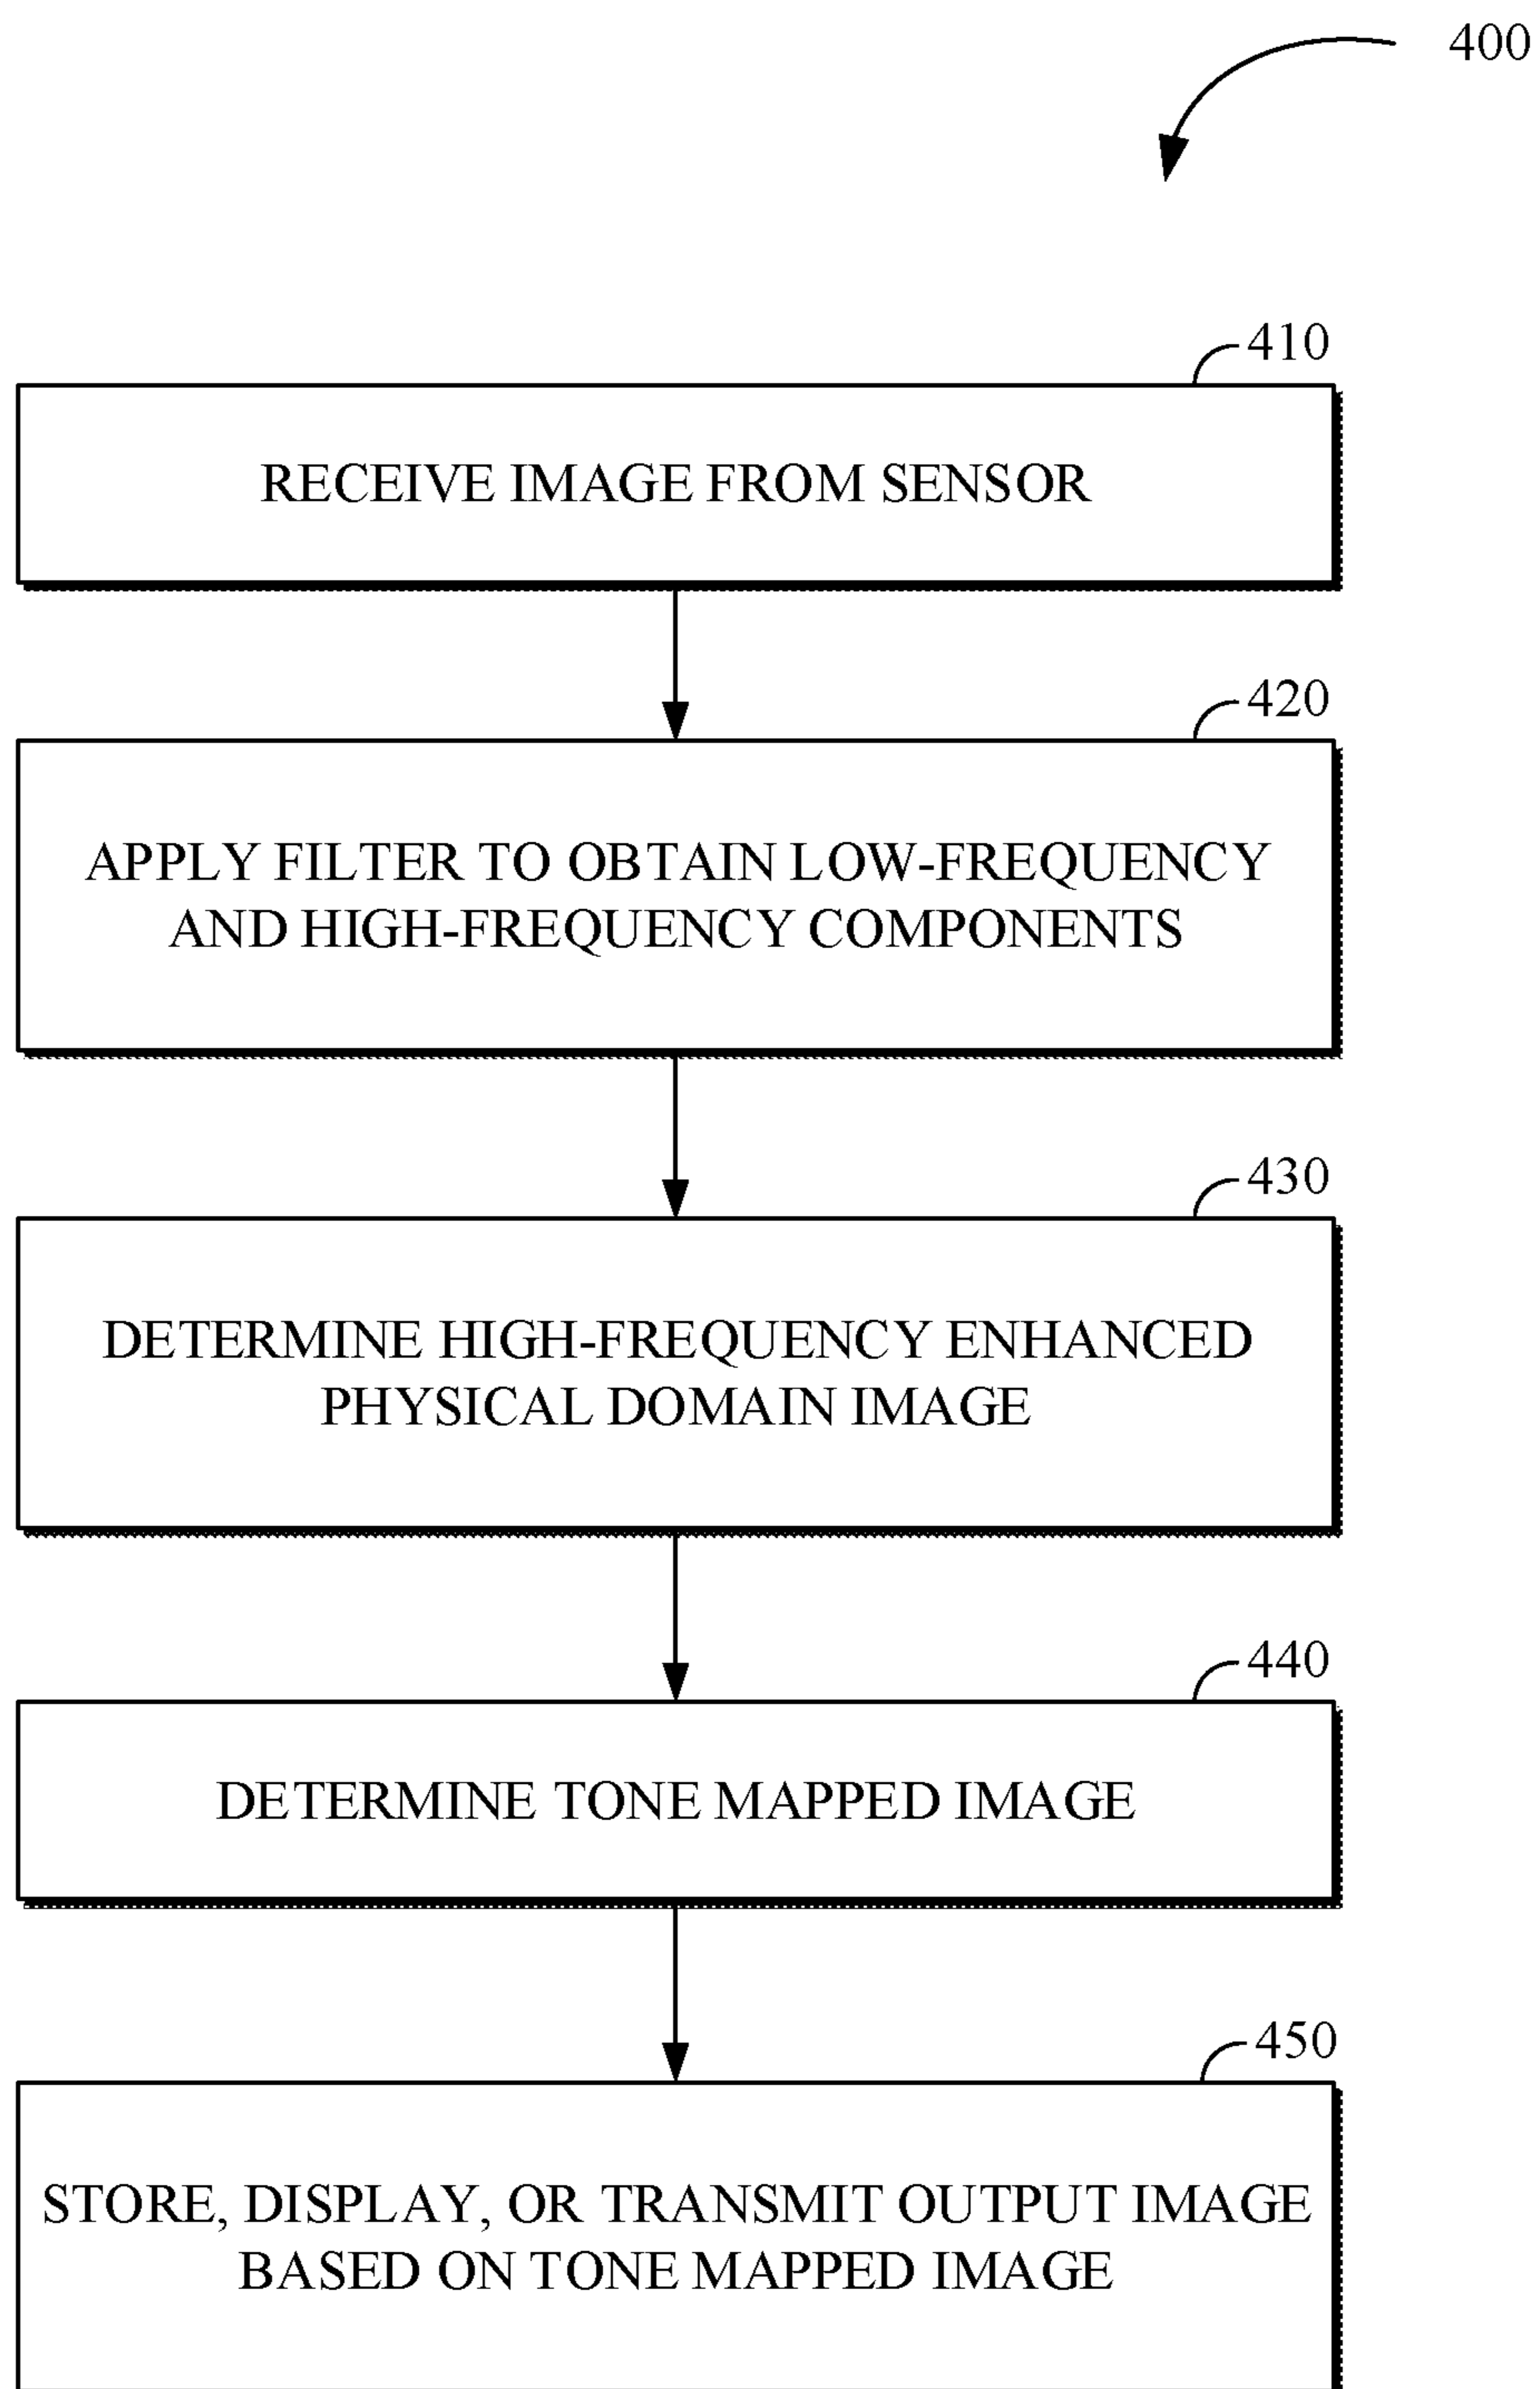 400
410
RECEIVE IMAGE FROM SENSOR
420
APPLY FILTER TO OBTAIN LOW-FREQUENCY
AND HIGH-FREQUENCY COMPONENTS
430
DETERMINE HIGH-FREQUENCY ENHANCED
PHYSICAL DOMAIN IMAGE
440
DETERMINE TONE MAPPED IMAGE
450
STORE, DISPLAY, OR TRANSMIT OUTPUT IMAGE
BASED ON TONE MAPPED IMAGE